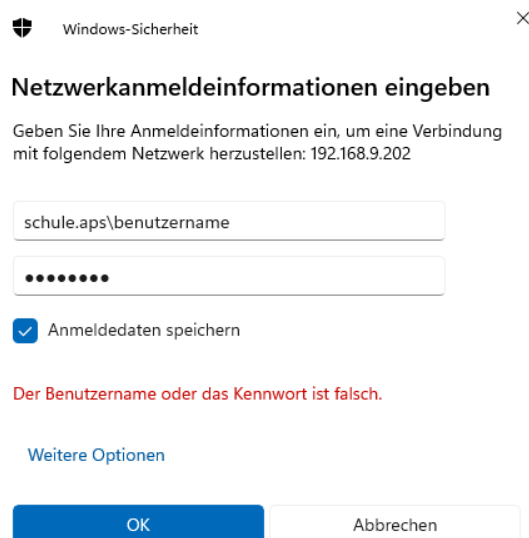 Windows-Sicherheit
Netzwerkanmeldeinformationen eingeben
Geben Sie Ihre Anmeldeinformationen ein, um eine Verbindung
mit folgendem Netzwerk herzustellen: 192.168.9.202
schule.aps\benutzername
••••••••
Anmeldedaten speichern
Der Benutzername oder das Kennwort ist falsch.
Weitere Optionen
OK
Abbrechen